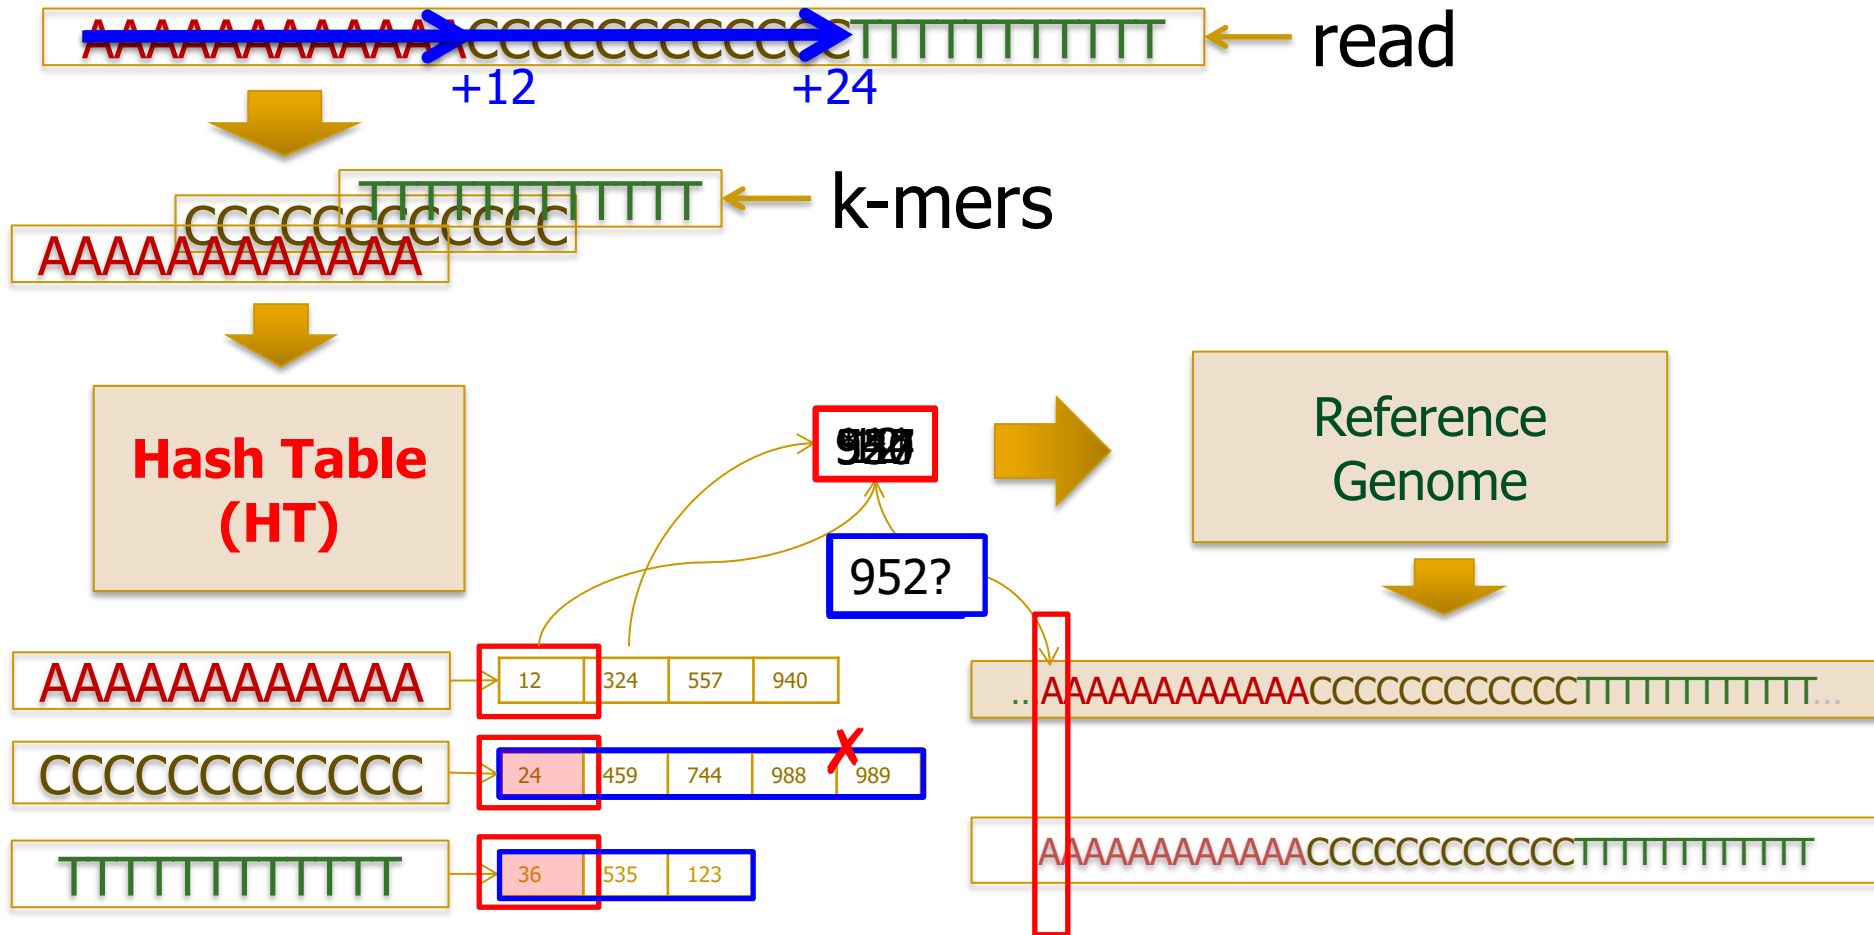 AAAAAAAAAAAACCCCCCCCCCCCTTTTTTTTTTT
read
+12
+24
TTTTTTTTTTTT
k-mers
CCCCCCCCCCCC
AAAAAAAAAAAA
Hash Table
(HT)
Reference
Genome
952?
AAAAAAAAAAAA
12 324 557 940
...AAAAAAAAAAAACCCCCCCCCCCCTTTTTTTTTTTT...
CCCCCCCCCCCC
24 459 744 988 989
✗
AAAAAAAAAAAACCCCCCCCCCCCTTTTTTTTTTTT
TTTTTTTTTTTT
36 535 123